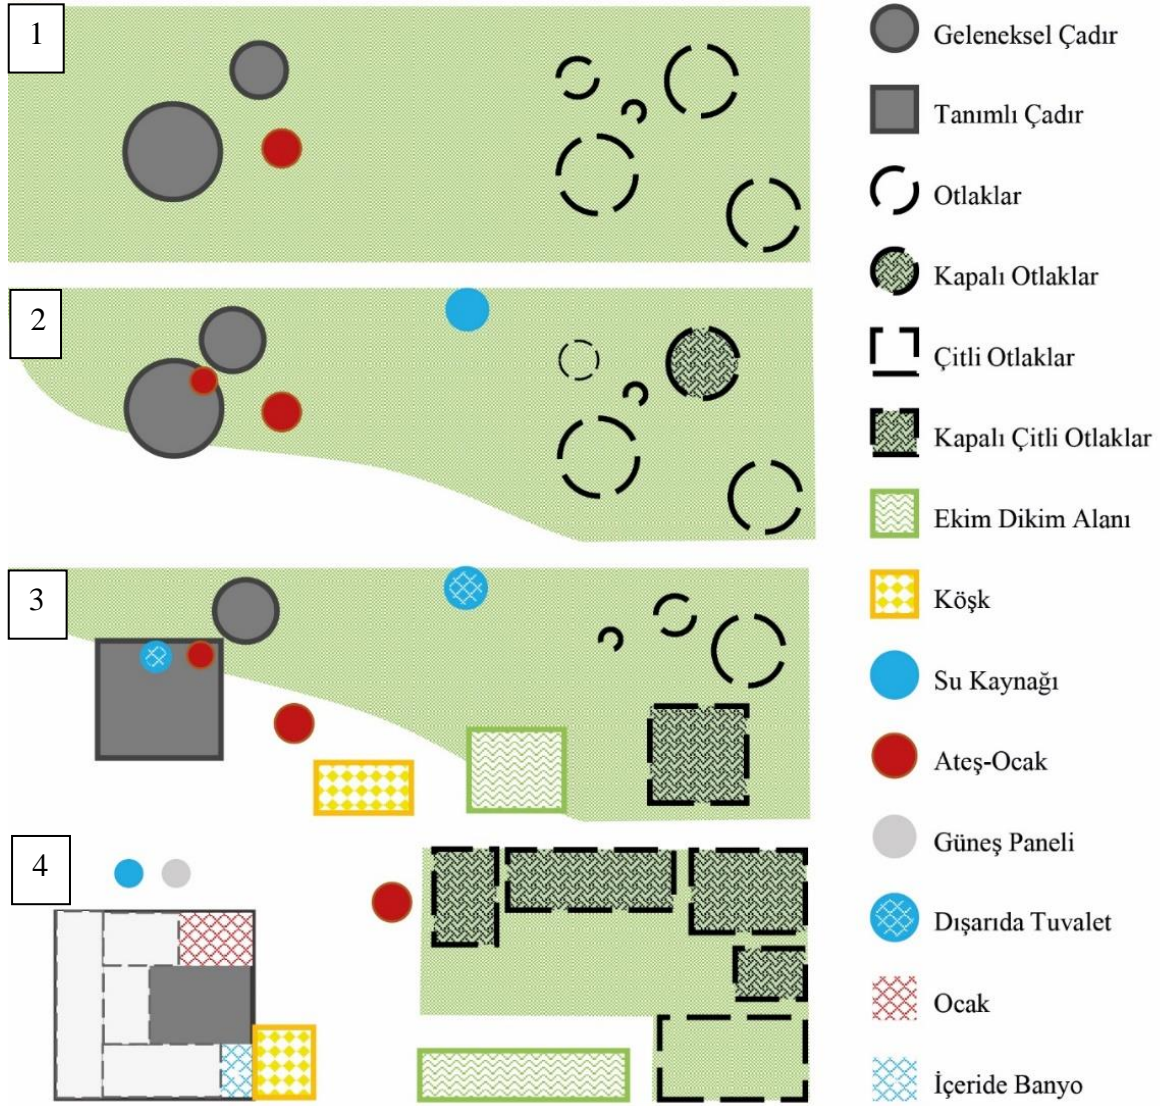 1
2
3
4
Geleneksel Çadır
Tanımlı Çadır
Otlaklar
Kapalı Otlaklar
Çitli Otlaklar
Kapalı Çitli Otlaklar
Ekim Dikim Alanı
Köşk
Su Kaynağı
Ateş-Ocak
Güneş Paneli
Dışarıda Tuvalet
Ocak
İçeride Banyo